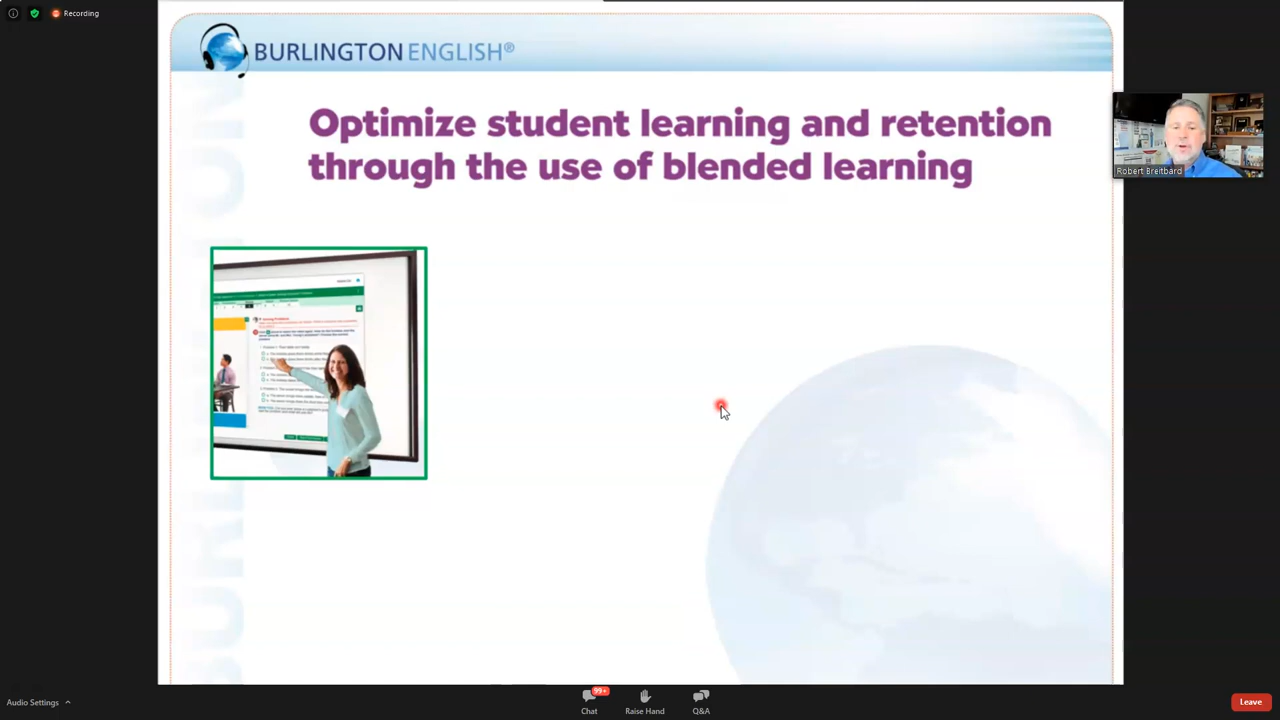 Recording
BURLINGTON ENGLISH®
Optimize student learning and retention
through the use of blended learning
Robert Breitbard
Audio Settings
99+
Chat
Raise Hand
Q&A
Leave